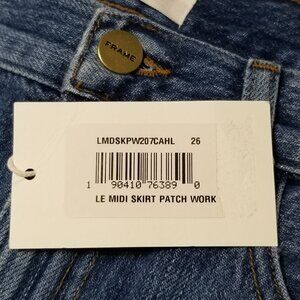 FRAME
LMDSKPW207CAHL 26
1 90410 76389 0
LE MIDI SKIRT PATCH WORK